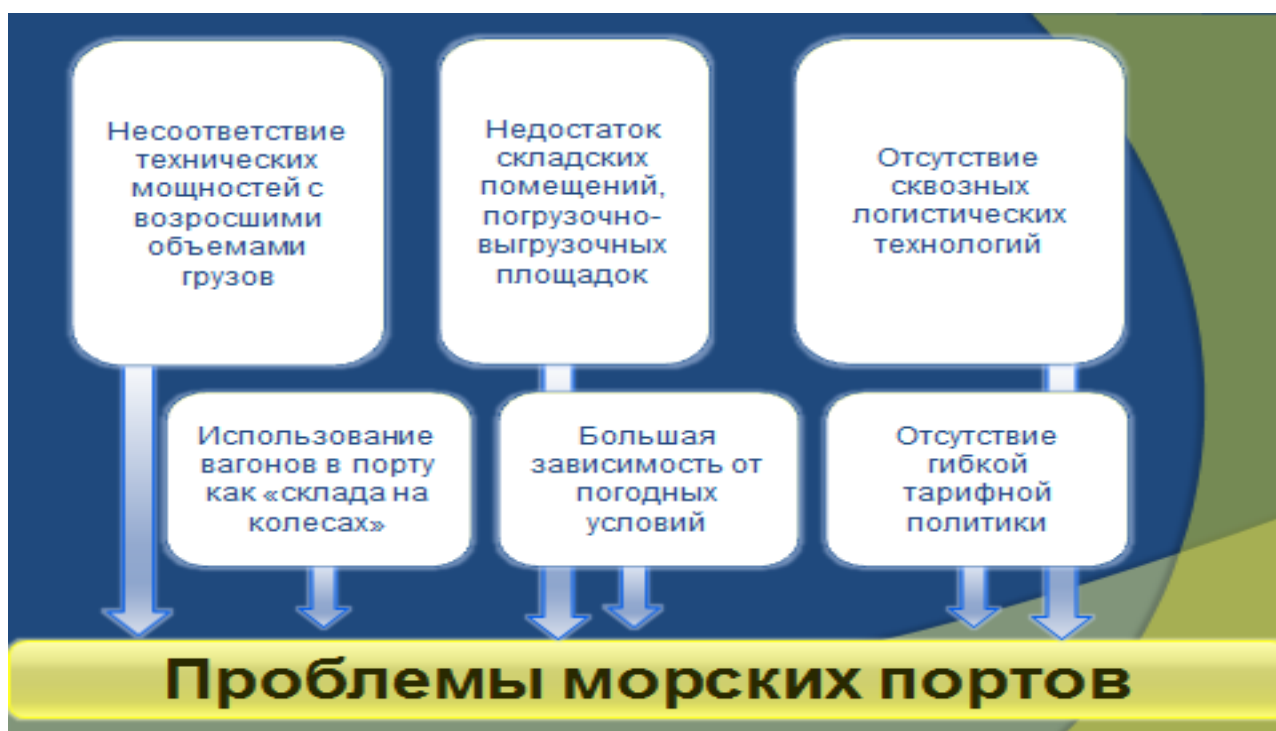 Несоответствие
технических
мощностей с
возросшими
объемами
грузов
Недостаток
складских
помещений,
погрузочно-
выгрузочных
площадок
Отсутствие
сквозных
логистических
технологий
Использование
вагонов в порту
как «склада на
колесах»
Большая
зависимость от
погодных
условий
Отсутствие
гибкой
тарифной
политики
Проблемы морских портов